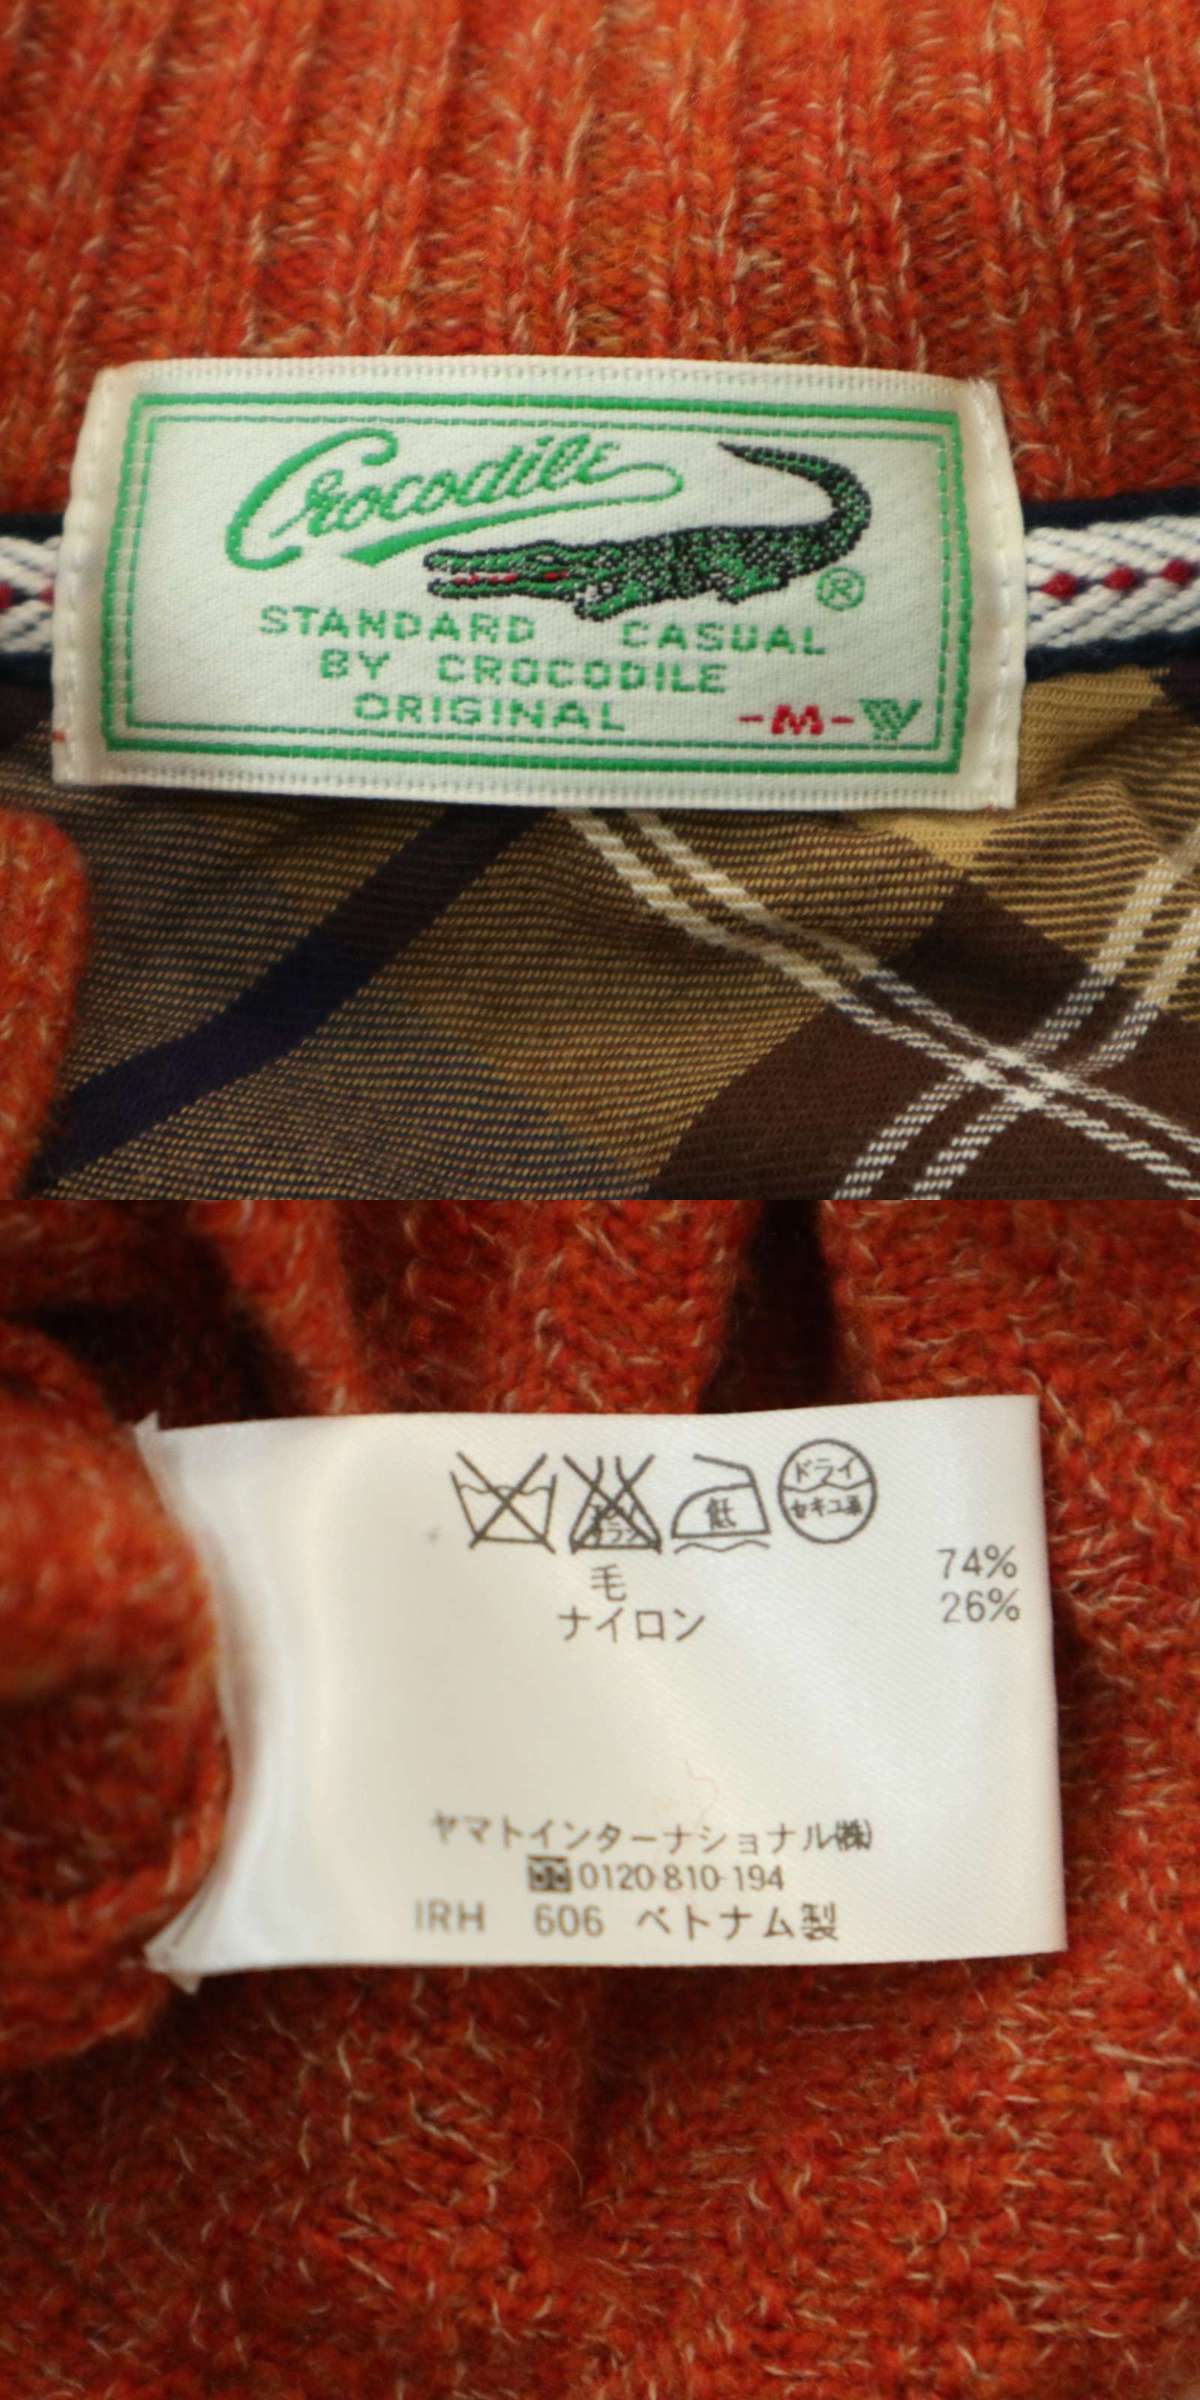 Crocodile
®
STANDARD CASUAL
BY CROCODILE
ORIGINAL
-M-
低
ドライ
セキユ系
毛 74%
ナイロン 26%
ヤマトインターナショナル㈱
0120-810-194
IRH 606 ベトナム製